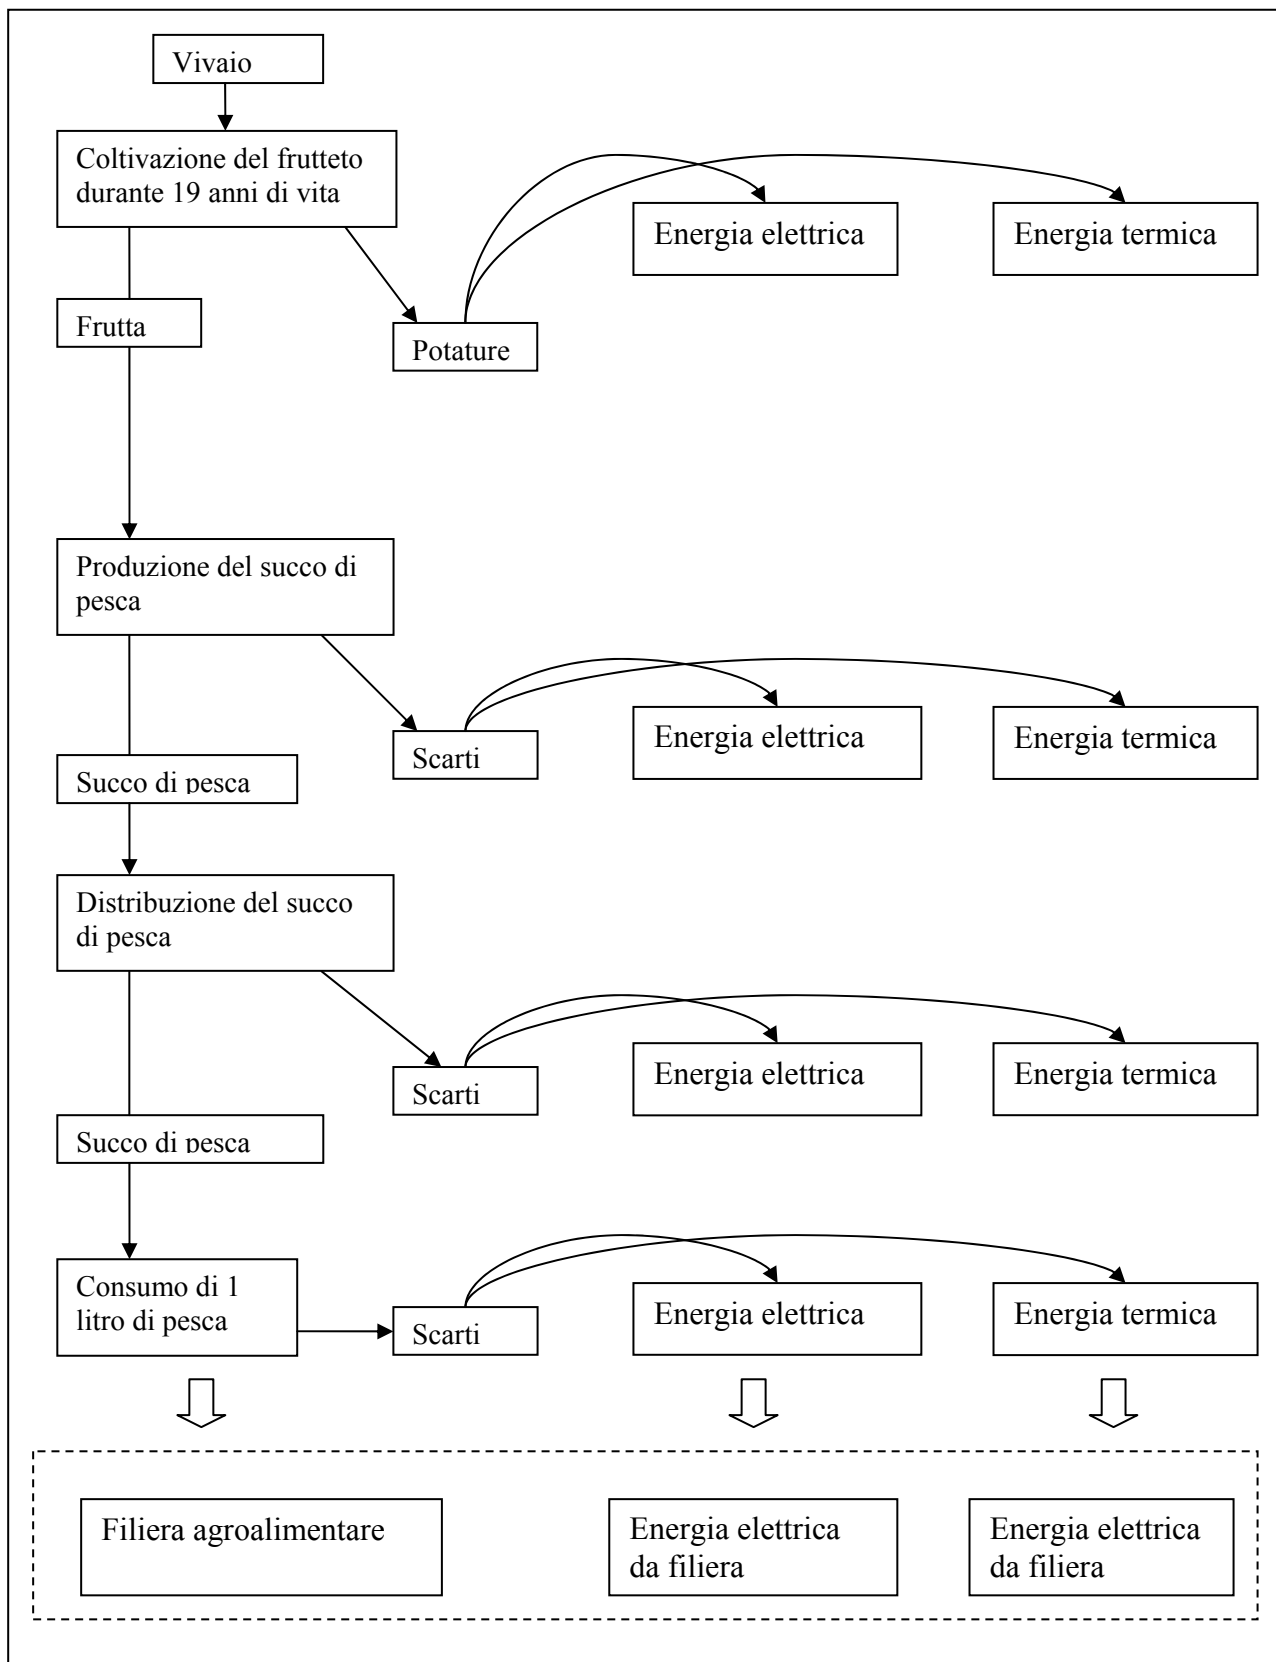 Vivaio
Coltivazione del frutteto
durante 19 anni di vita
Energia elettrica
Energia termica
Frutta
Potature
Produzione del succo di
pesca
Energia elettrica
Energia termica
Scarti
Succo di pesca
Distribuzione del succo
di pesca
Energia elettrica
Energia termica
Scarti
Succo di pesca
Consumo di 1
litro di pesca
Scarti
Energia elettrica
Energia termica
Filiera agroalimentare
Energia elettrica
da filiera
Energia elettrica
da filiera